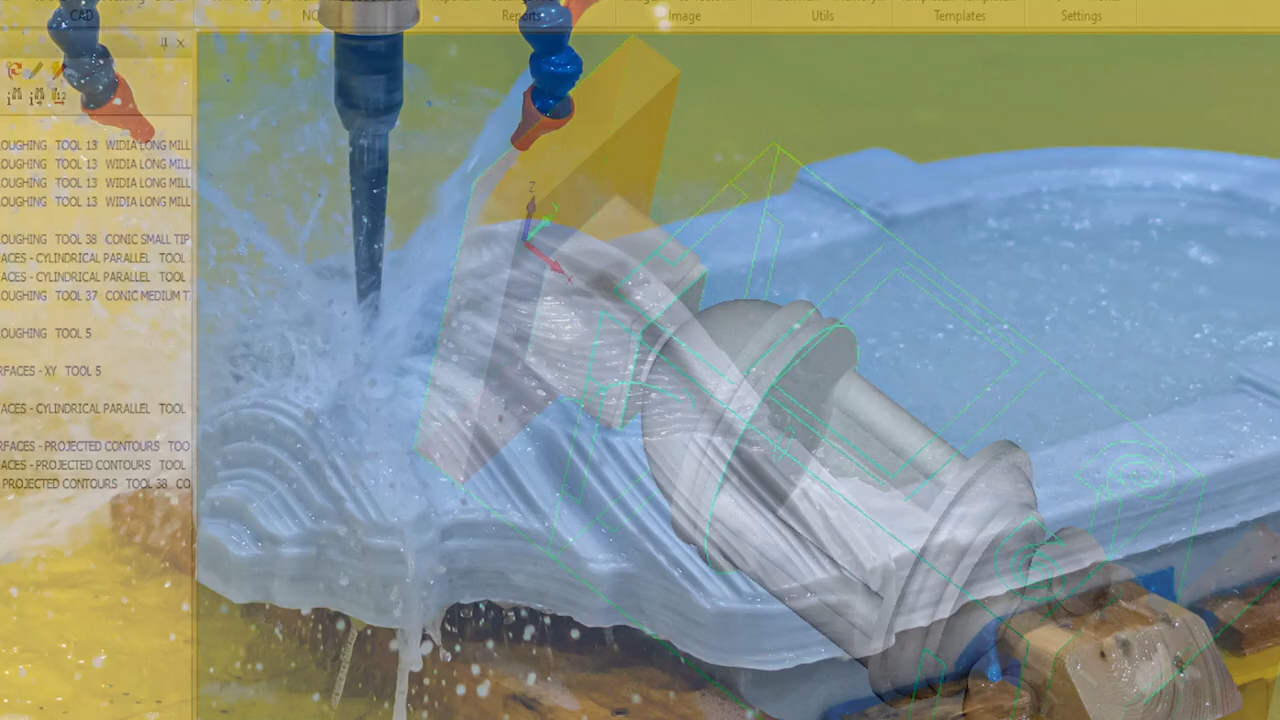 CAD
NC
Reports
Image
Utils
Templates
Settings
OUGHING TOOL 13 WIDIA LONG MILL
OUGHING TOOL 13 WIDIA LONG MILL
OUGHING TOOL 13 WIDIA LONG MILL
OUGHING TOOL 13 WIDIA LONG MILL
OUGHING TOOL 38 CONIC SMALL TIP
ACES - CYLINDRICAL PARALLEL TOOL
ACES - CYLINDRICAL PARALLEL TOOL
OUGHING TOOL 37 CONIC MEDIUM T
OUGHING TOOL 5
RFACES - XY TOOL 5
ACES - CYLINDRICAL PARALLEL TOOL
RFACES - PROJECTED CONTOURS TOO
ACES - PROJECTED CONTOURS TOOL
PROJECTED CONTOURS TOOL 38 CO
Z
Y
X